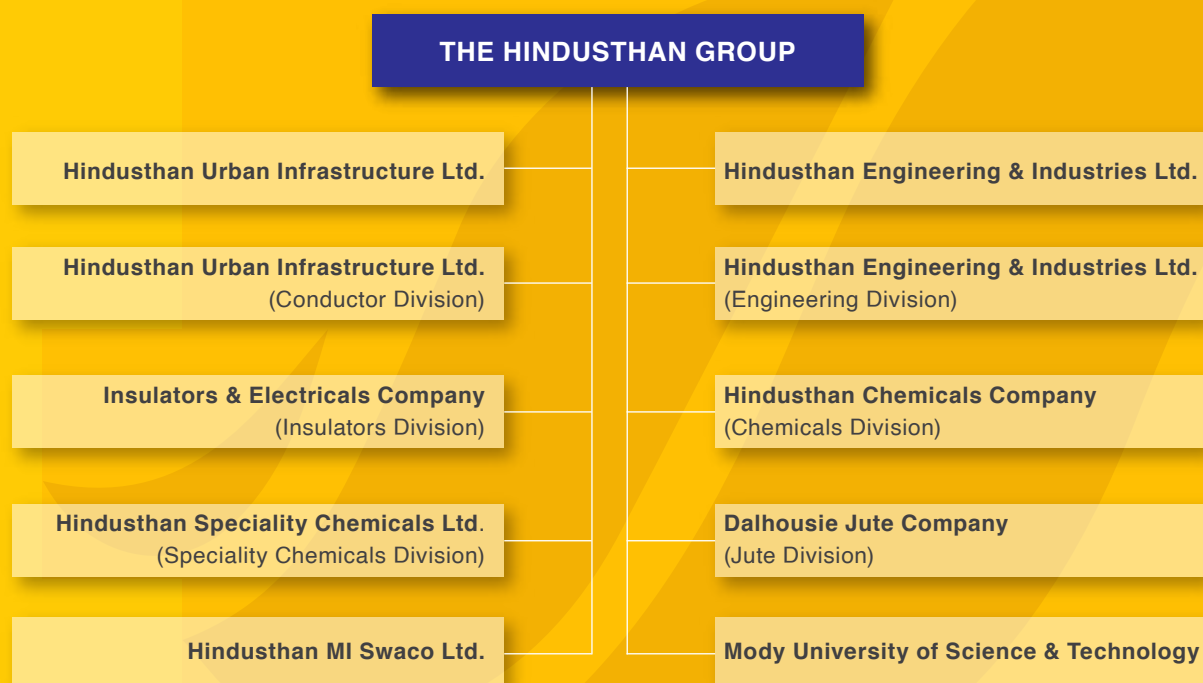 THE HINDUSTHAN GROUP
Hindusthan Urban Infrastructure Ltd.
Hindusthan Urban Infrastructure Ltd.
(Conductor Division)
Insulators & Electricals Company
(Insulators Division)
Hindusthan Speciality Chemicals Ltd.
(Speciality Chemicals Division)
Hindusthan MI Swaco Ltd.
Hindusthan Engineering & Industries Ltd.
Hindusthan Engineering & Industries Ltd.
(Engineering Division)
Hindusthan Chemicals Company
(Chemicals Division)
Dalhousie Jute Company
(Jute Division)
Mody University of Science & Technology